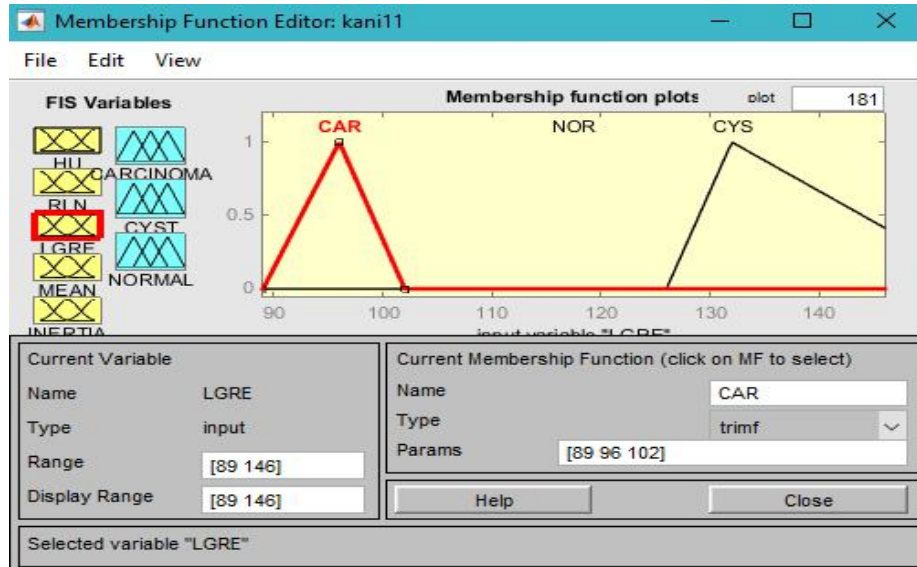 Membership Function Editor: kani11
File Edit View
FIS Variables
Membership function plots
plot
181
HU
CARCINOMA
RLN
CYST
LGRE
NORMAL
MEAN
INERTIA
CAR NOR CYS
1
0.5
0
90 100 110 120 130 140
input variable "LGRE"
Current Variable
Name LGRE
Type input
Range [89 146]
Display Range [89 146]
Current Membership Function (click on MF to select)
Name CAR
Type trimf
Params [89 96 102]
Help Close
Selected variable "LGRE"